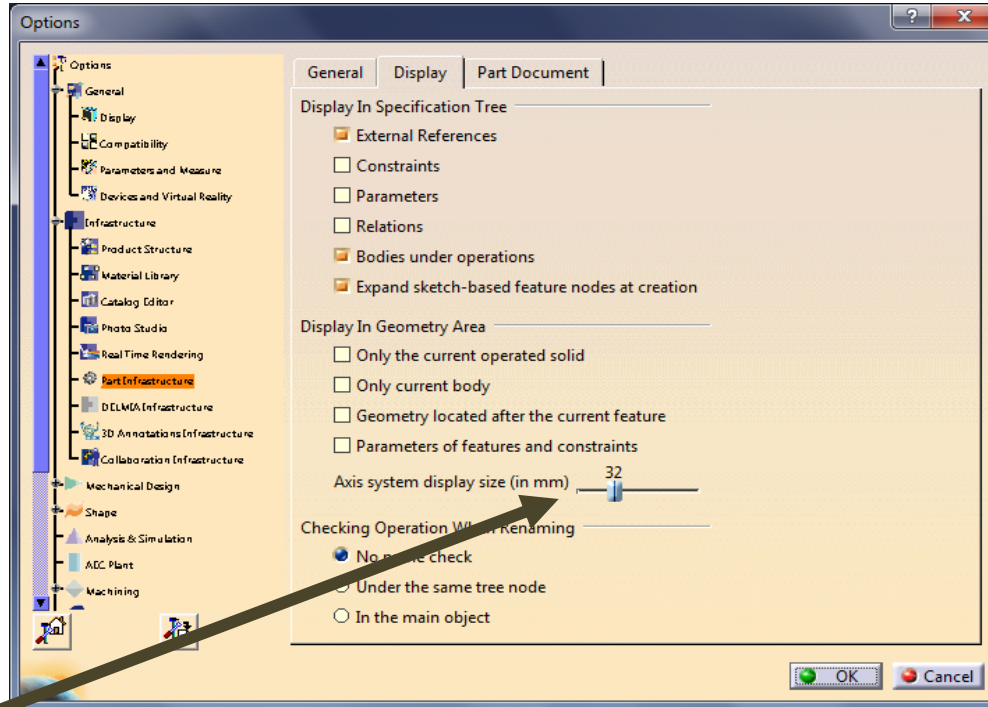 Options
Options
General
Display
Compatibility
Parameters and Measure
Devices and Virtual Reality
Infrastructure
Product Structure
Material Library
Catalog Editor
Photo Studio
Real Time Rendering
Part Infrastructure
DELMIA Infrastructure
3D Annotations Infrastructure
Collaboration Infrastructure
Mechanical Design
Shape
Analysis & Simulation
AEC Plant
Machining
General Display Part Document
Display In Specification Tree
External References
Constraints
Parameters
Relations
Bodies under operations
Expand sketch-based feature nodes at creation
Display In Geometry Area
Only the current operated solid
Only current body
Geometry located after the current feature
Parameters of features and constraints
Axis system display size (in mm) 32
Checking Operation When Renaming
No name check
Under the same tree node
In the main object
OK Cancel